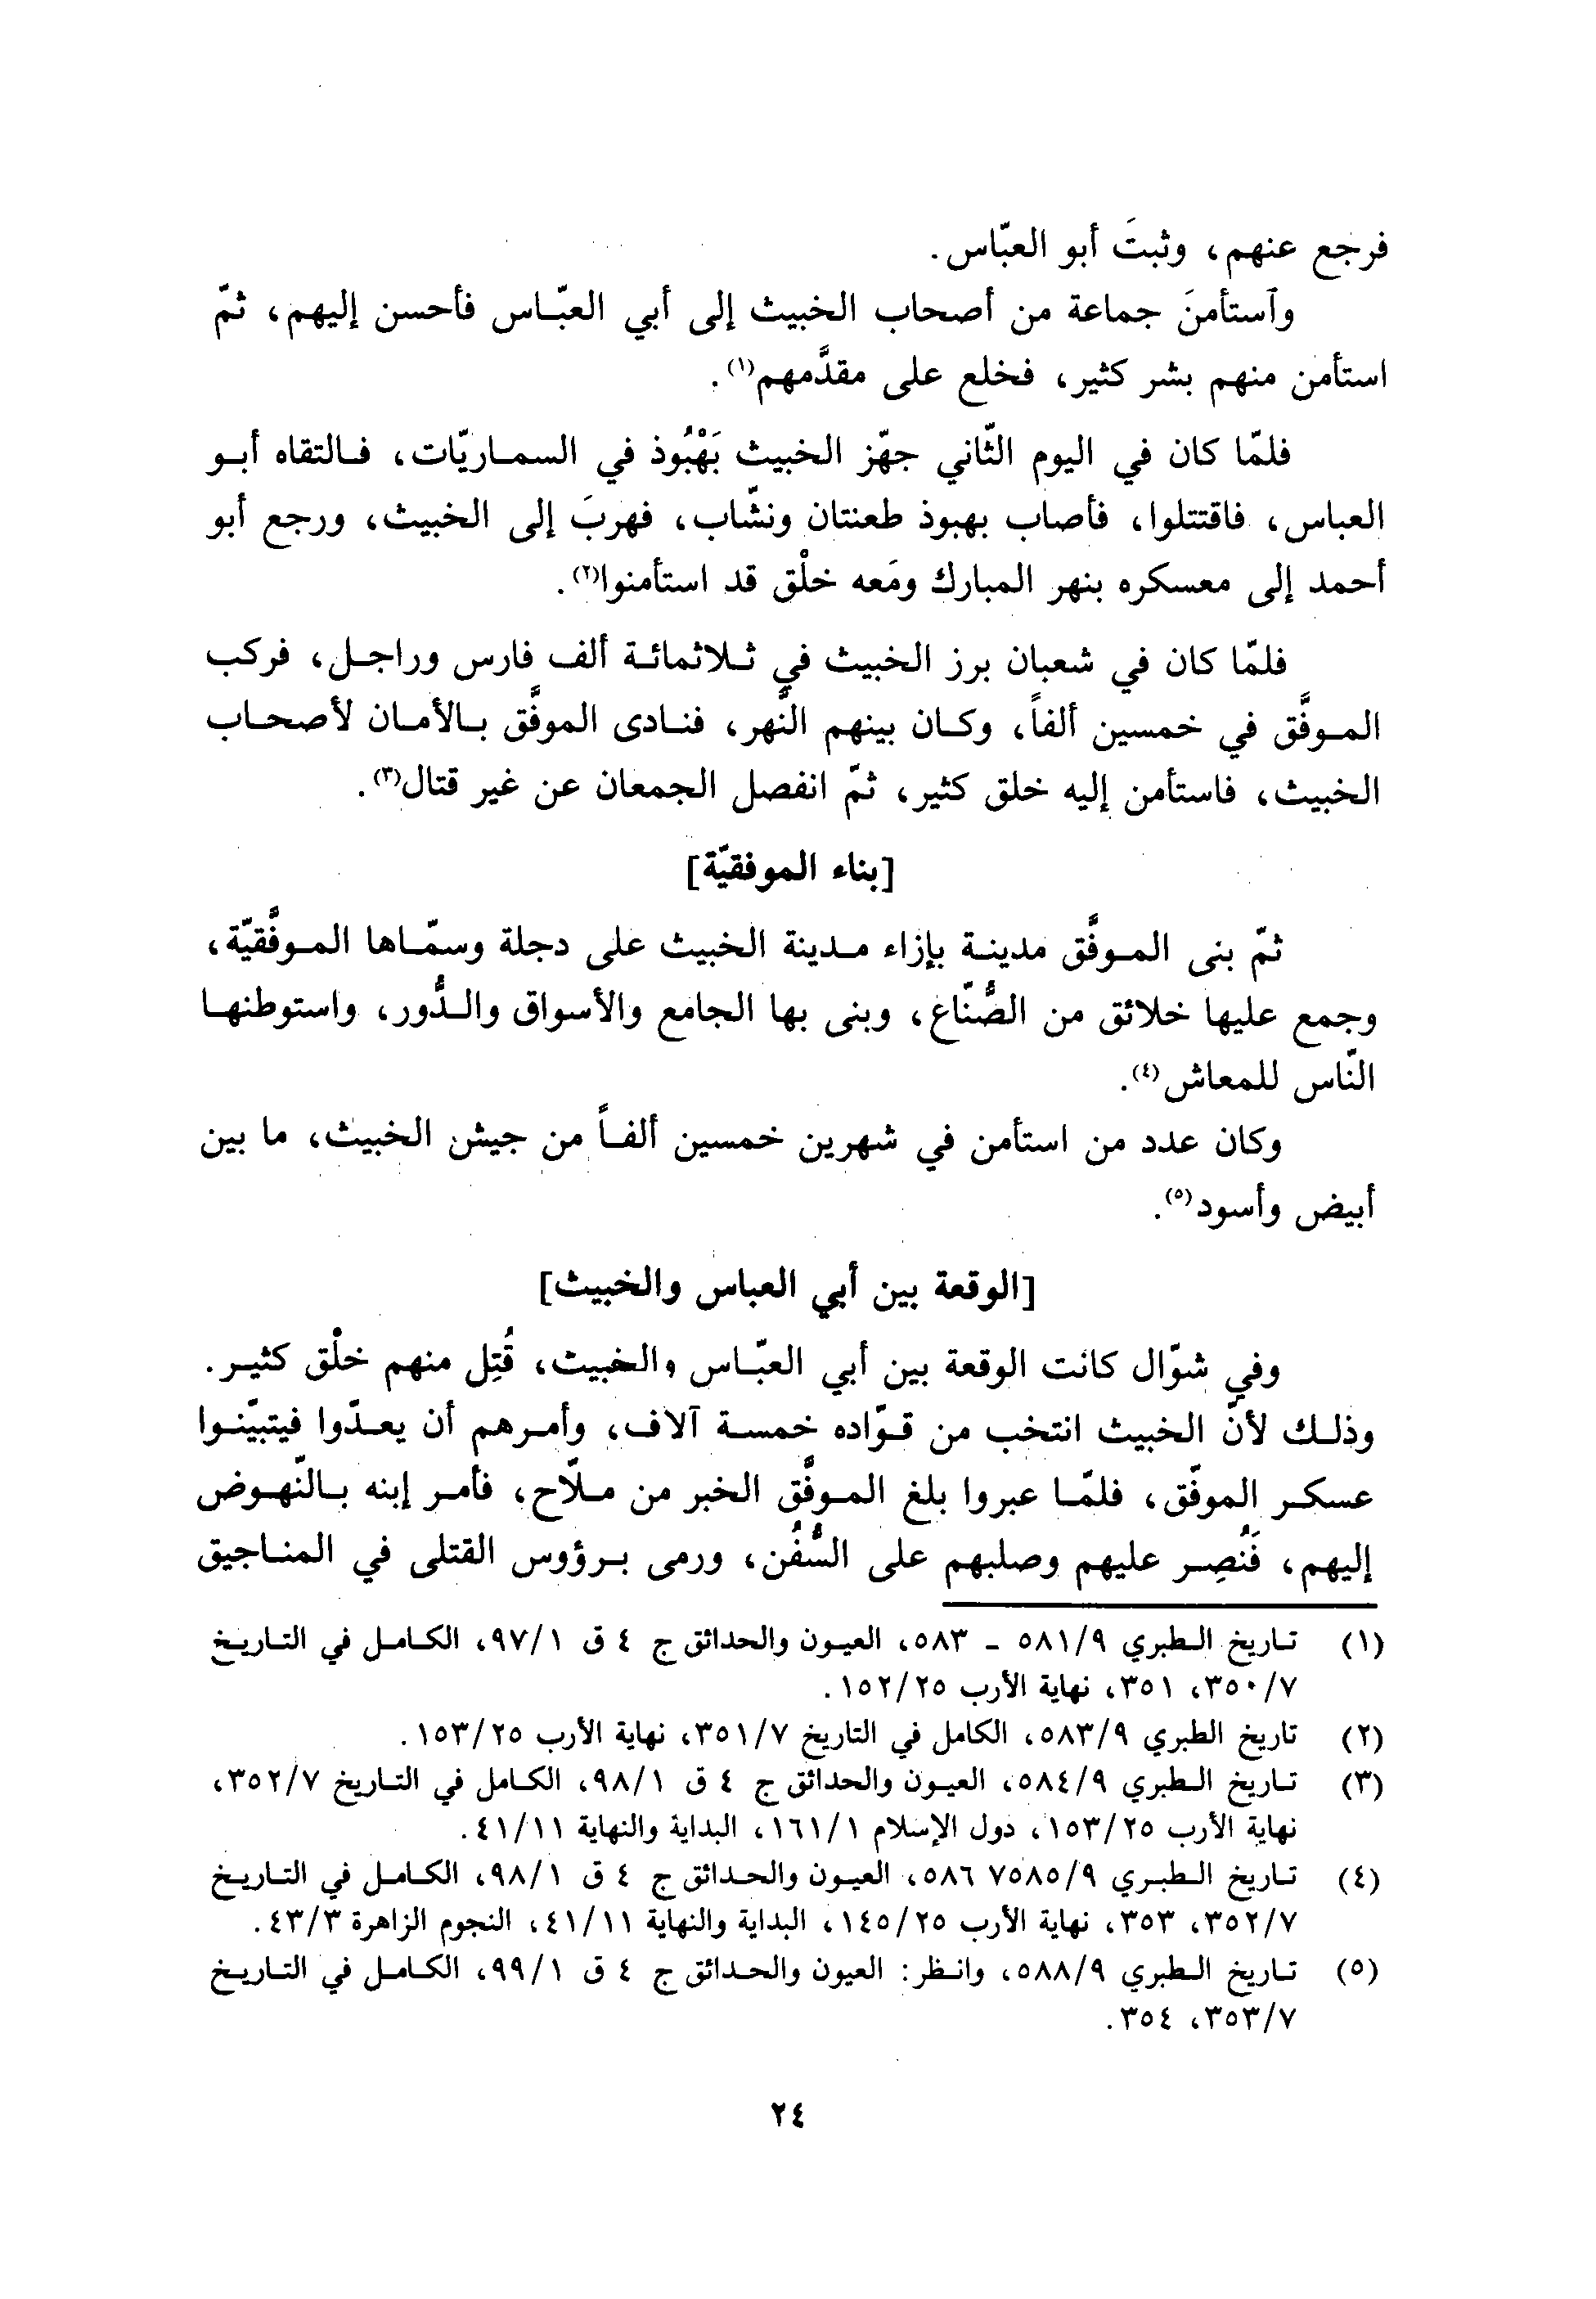 فرجع عنهم، وثبتَ أبو العبّاس.
وآستأمنَ جماعة من أصحاب الخبيث إلى أبي العبّاس فأحسن إليهم، ثمّ
استأمن منهم بشر كثير، فخلع على مقدَّمهم(١).
فلمّا كان في اليوم الثّاني جهّز الخبيث بَهْبُوذ في السماريّات، فالتقاه أبو
العباس، فاقتتلوا، فأصاب بهبوذ طعنتان ونشّاب، فهربَ إلى الخبيث، ورجع أبو
أحمد إلى معسكره بنهر المبارك ومَعه خلْق قد استأمنوا(٢).
فلمّا كان في شعبان برز الخبيث في ثلاثمائة ألف فارس وراجل، فركب
الموفَّق في خمسين ألفاً، وكان بينهم النَّهر، فنادى الموفَّق بالأمان لأصحاب
الخبيث، فاستأمن إليه خلق كثير، ثمّ انفصل الجمعان عن غير قتال(٣).
[بناء الموفقيّة]
ثمّ بنى الموفَّق مدينة بإزاء مدينة الخبيث على دجلة وسمّاها الموفَّقيّة،
وجمع عليها خلائق من الصُّنّاع، وبنى بها الجامع والأسواق والدُّور، واستوطنها
النّاس للمعاش(٤).
وكان عدد من استأمن في شهرين خمسين ألفاً من جيش الخبيث، ما بين
أبيض وأسود(٥).
[الوقعة بين أبي العباس والخبيث]
وفي شوّال كانت الوقعة بين أبي العبّاس والخبيث، قُتِل منهم خلْق كثير.
وذلك لأنّ الخبيث انتخب من قوّاده خمسة آلاف، وأمرهم أن يعدّوا فيتبيّنوا
عسكر الموفّق، فلمّا عبروا بلغ الموفَّق الخبر من ملّاح، فأمر إبنه بالنّهوض
إليهم، فَنُصِر عليهم وصلبهم على السُّفُن، ورمى برؤوس القتلى في المناجيق
(١) تاريخ الطبري ٩/ ٥٨١ - ٥٨٣، العيون والحدائق ج ٤ ق ١/ ٩٧، الكامل في التاريخ
٧/ ٣٥٠، ٣٥١، نهاية الأرب ٢٥/ ١٥٢.
(٢) تاريخ الطبري ٩/ ٥٨٣، الكامل في التاريخ ٧/ ٣٥١، نهاية الأرب ٢٥/ ١٥٣.
(٣) تاريخ الطبري ٩/ ٥٨٤، العيون والحدائق ج ٤ ق ١/ ٩٨، الكامل في التاريخ ٧/ ٣٥٢،
نهاية الأرب ٢٥/ ١٥٣، دول الإسلام ١/ ١٦١، البداية والنهاية ١١/ ٤١.
(٤) تاريخ الطبري ٩/ ٧٥٨٥ ٥٨٦، العيون والحدائق ج ٤ ق ١/ ٩٨، الكامل في التاريخ
٧/ ٣٥٢، ٣٥٣، نهاية الأرب ٢٥/ ١٤٥، البداية والنهاية ١١/ ٤١، النجوم الزاهرة ٣/ ٤٣.
(٥) تاريخ الطبري ٩/ ٥٨٨، وانظر: العيون والحدائق ج ٤ ق ١/ ٩٩، الكامل في التاريخ
٧/ ٣٥٣، ٣٥٤.
٢٤